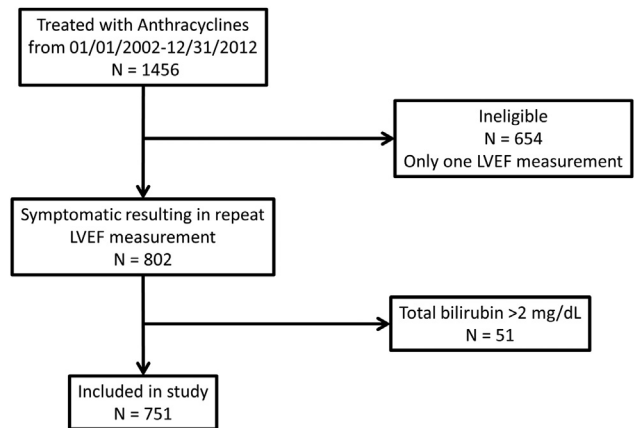 Treated with Anthracyclines
from 01/01/2002-12/31/2012
N = 1456
Ineligible
N = 654
Only one LVEF measurement
Symptomatic resulting in repeat
LVEF measurement
N = 802
Total bilirubin >2 mg/dL
N = 51
Included in study
N = 751